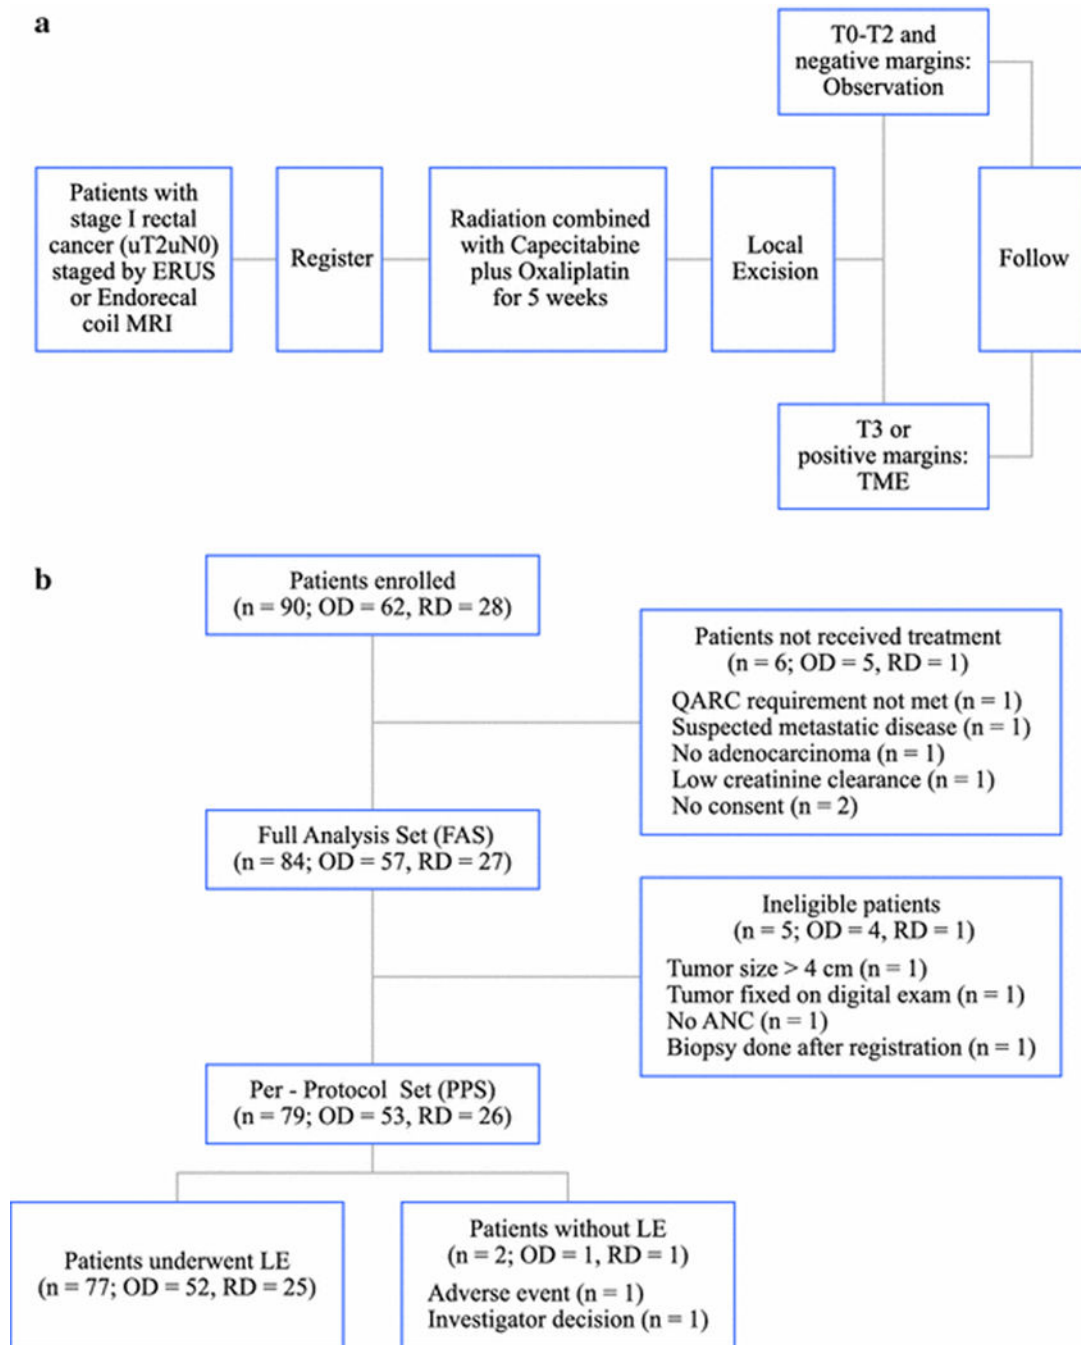 a
T0-T2 and
negative margins:
Observation
Patients with
stage I rectal
cancer (uT2uN0)
staged by ERUS
or Endorecal
coil MRI
Register
Radiation combined
with Capecitabine
plus Oxaliplatin
for 5 weeks
Local
Excision
Follow
T3 or
positive margins:
TME
b
Patients enrolled
(n = 90; OD = 62, RD = 28)
Patients not received treatment
(n = 6; OD = 5, RD = 1)
QARC requirement not met (n = 1)
Suspected metastatic disease (n = 1)
No adenocarcinoma (n = 1)
Low creatinine clearance (n = 1)
No consent (n = 2)
Full Analysis Set (FAS)
(n = 84; OD = 57, RD = 27)
Ineligible patients
(n = 5; OD = 4, RD = 1)
Tumor size > 4 cm (n = 1)
Tumor fixed on digital exam (n = 1)
No ANC (n = 1)
Biopsy done after registration (n = 1)
Per - Protocol Set (PPS)
(n = 79; OD = 53, RD = 26)
Patients underwent LE
(n = 77; OD = 52, RD = 25)
Patients without LE
(n = 2; OD = 1, RD = 1)
Adverse event (n = 1)
Investigator decision (n = 1)